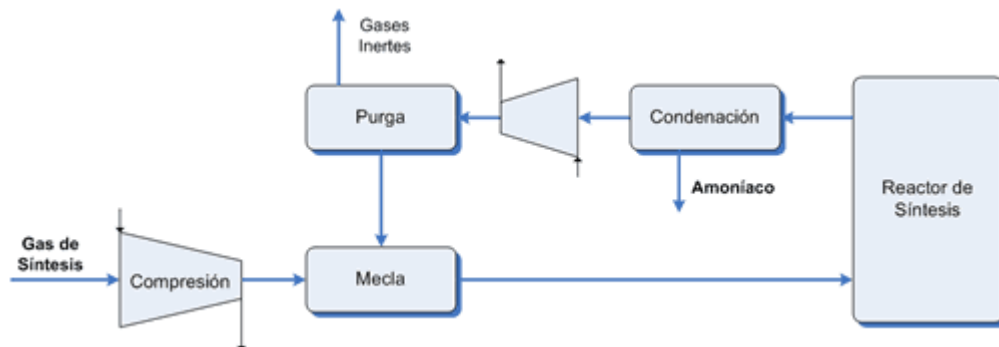 Gases
Inertes
Purga
Condenación
Amoníaco
Reactor de
Síntesis
Gas de
Síntesis
Compresión
Mecla